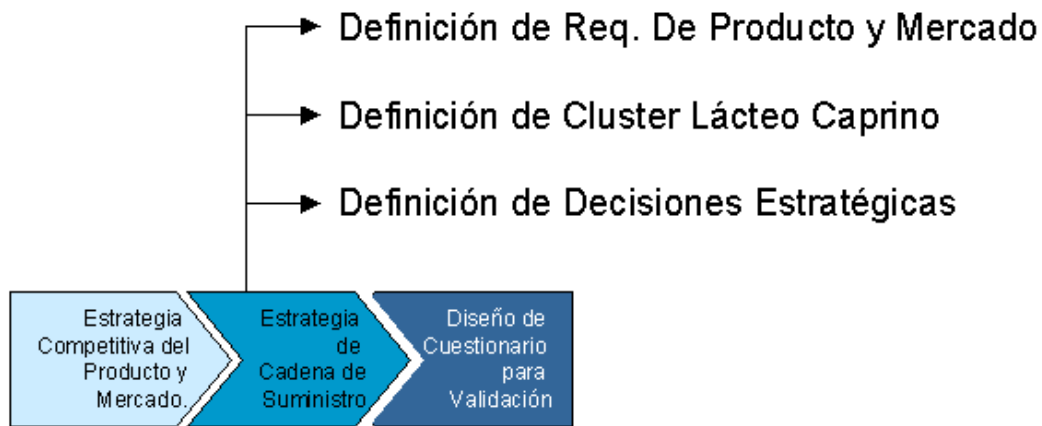 Definición de Req. De Producto y Mercado
Definición de Cluster Lácteo Caprino
Definición de Decisiones Estratégicas
Estrategia
Competitiva del
Producto y
Mercado.
Estrategia
de
Cadena de
Suministro
Diseño de
Cuestionario
para
Validación